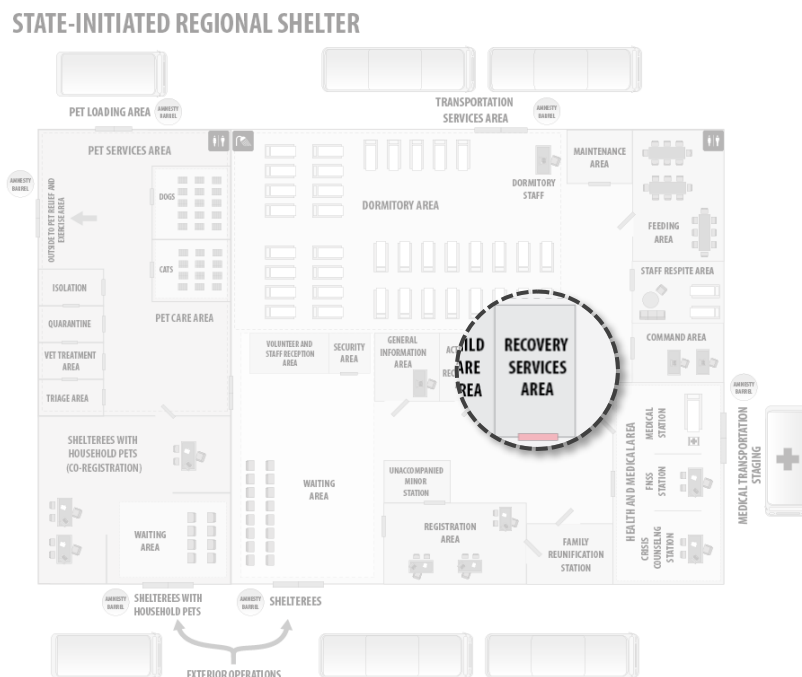 STATE-INITIATED REGIONAL SHELTER
PET LOADING AREA
AMNESTY
BARREL
TRANSPORTATION
SERVICES AREA
AMNESTY
BARREL
PET SERVICES AREA
MAINTENANCE
AREA
AMNESTY
BARREL
OUTSIDE TO PET RELIEF AND
EXERCISE AREA
DOGS
DORMITORY
STAFF
DORMITORY AREA
FEEDING
AREA
CATS
STAFF RESPITE AREA
ISOLATION
PET CARE AREA
QUARANTINE
VET TREATMENT
AREA
TRIAGE AREA
VOLUNTEER AND
STAFF RECEPTION
AREA
SECURITY
AREA
GENERAL
INFORMATION
AREA
RECOVERY
SERVICES
AREA
COMMAND AREA
AMNESTY
BARREL
SHELTEREES WITH
HOUSEHOLD PETS
(CO-REGISTRATION)
WAITING
AREA
UNACCOMPANIED
MINOR
STATION
HEALTH AND MEDICAL AREA
MEDICAL
STATION
FNSS
STATION
CRISIS
COUNSELNG
STATION
MEDICAL TRANSPORTATION
STAGING
WAITING
AREA
REGISTRATION
AREA
FAMILY
REUNIFICATION
STATION
AMNESTY
BARREL
SHELTEREES WITH
HOUSEHOLD PETS
AMNESTY
BARREL
SHELTEREES
EXTERIOR OPERATIONS